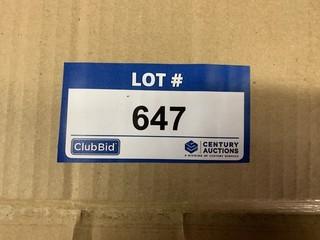 LOT #
647
ClubBid
CENTURY
AUCTIONS
A DIVISION OF CENTURY SERVICES